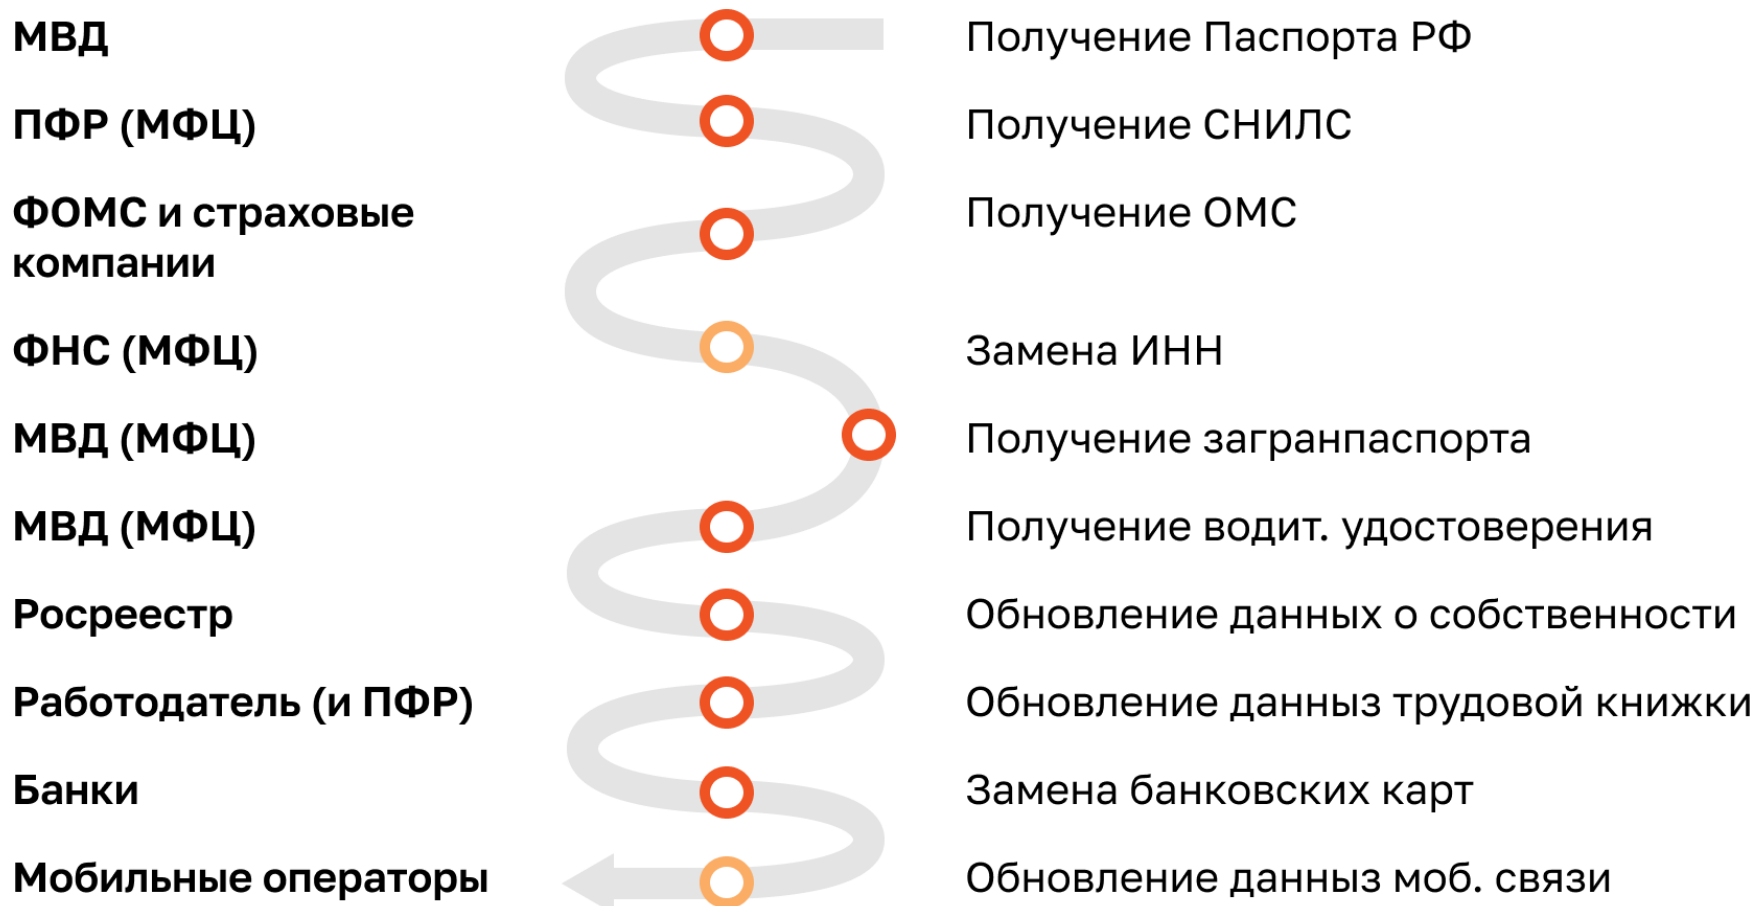 МВД
Получение Паспорта РФ
ПФР (МФЦ)
Получение СНИЛС
ФОМС и страховые
компании
Получение ОМС
ФНС (МФЦ)
Замена ИНН
МВД (МФЦ)
Получение загранпаспорта
МВД (МФЦ)
Получение водит. удостоверения
Росреестр
Обновление данных о собственности
Работодатель (и ПФР)
Обновление данныз трудовой книжки
Банки
Замена банковских карт
Мобильные операторы
Обновление данныз моб. связи